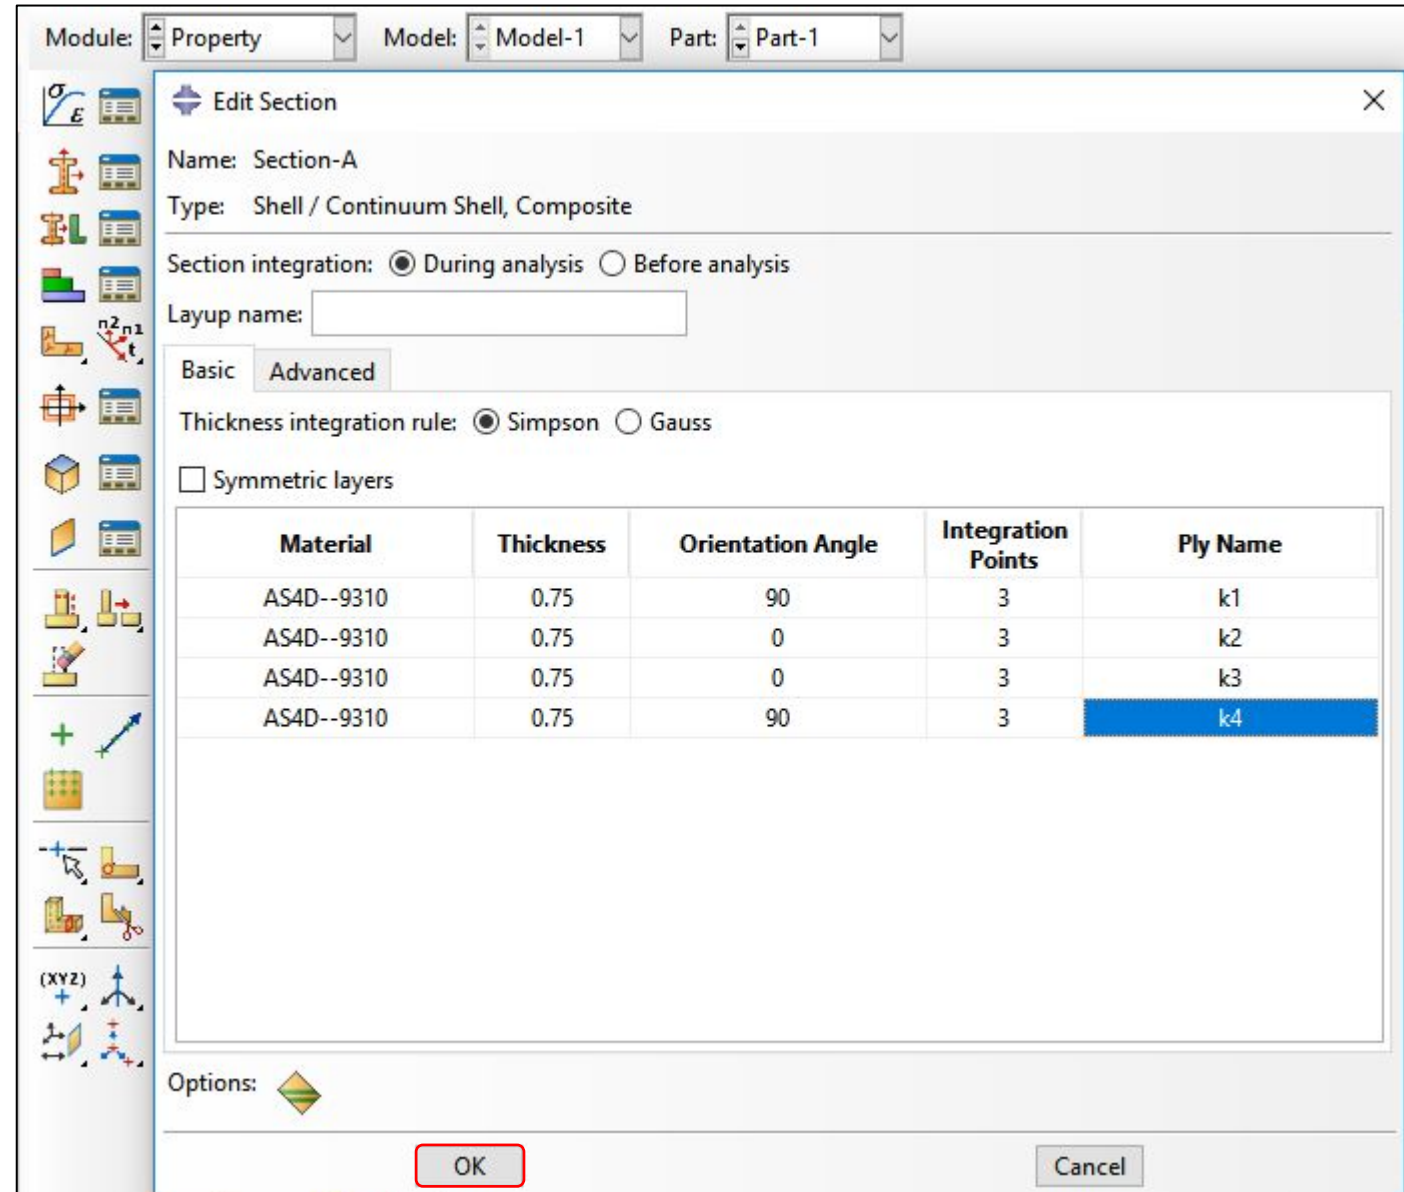 Module: Property Model: Model-1 Part: Part-1
σ ε
Edit Section
Name: Section-A
Type: Shell / Continuum Shell, Composite
Section integration: During analysis Before analysis
Layup name:
n2 n1
t
Basic Advanced
Thickness integration rule: Simpson Gauss
Symmetric layers
Material Thickness Orientation Angle Integration Points Ply Name
AS4D--9310 0.75 90 3 k1
AS4D--9310 0.75 0 3 k2
AS4D--9310 0.75 0 3 k3
AS4D--9310 0.75 90 3 k4
(XYZ)
Options:
OK Cancel